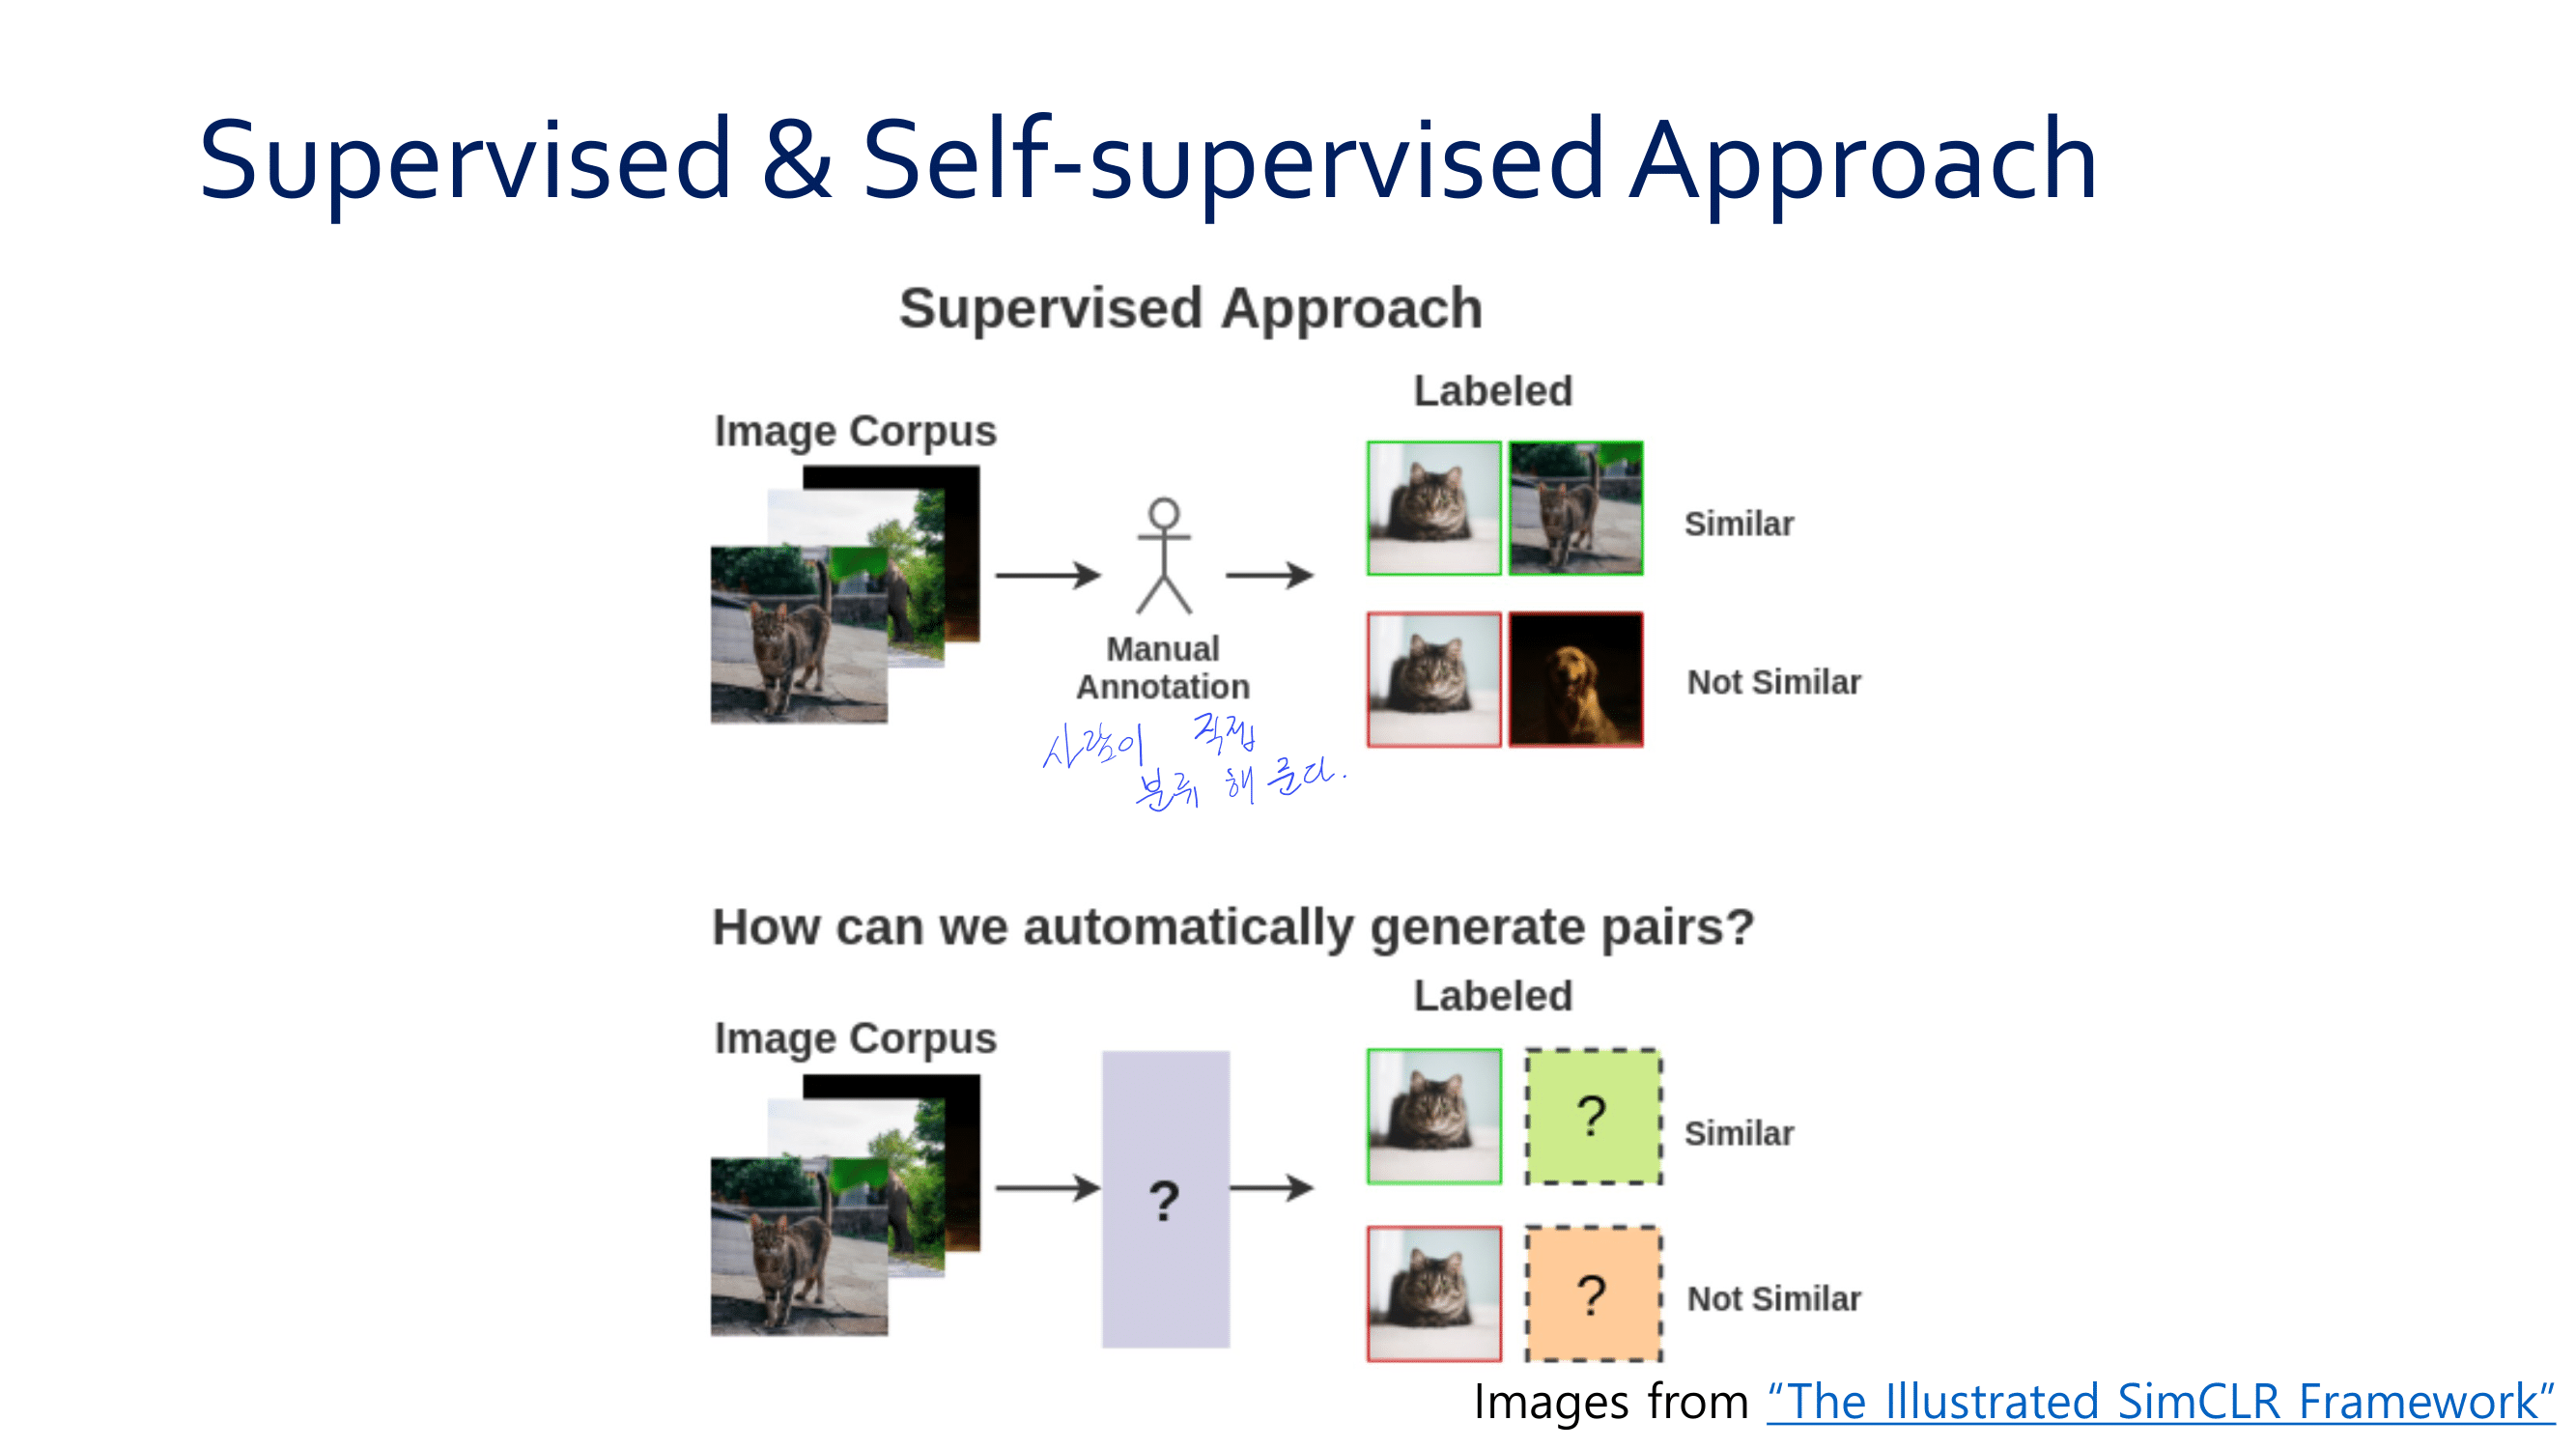 Supervised & Self-supervised Approach
Supervised Approach
Labeled
Image Corpus
Similar
Manual
Annotation
Not Similar
사람이 직접
분류 해 준다.
How can we automatically generate pairs?
Labeled
Image Corpus
?
Similar
?
?
Not Similar
Images from “The Illustrated SimCLR Framework”